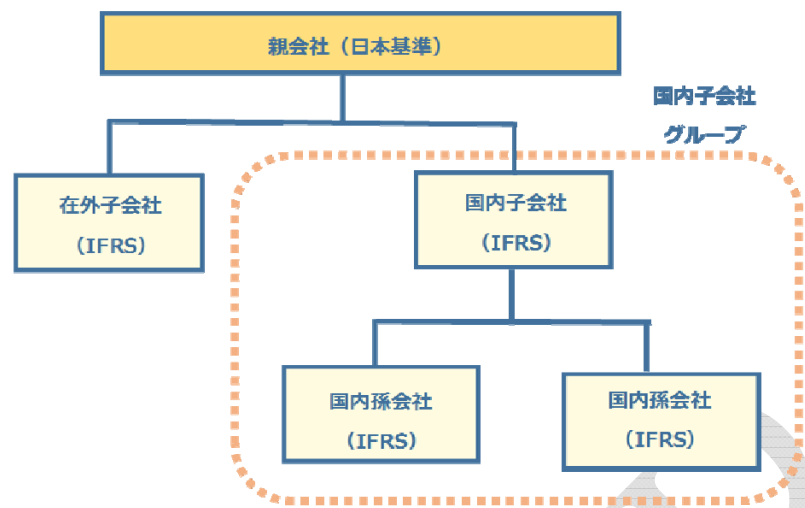 親会社（日本基準）
国内子会社
グループ
在外子会社
（IFRS）
国内子会社
（IFRS）
国内孫会社
（IFRS）
国内孫会社
（IFRS）